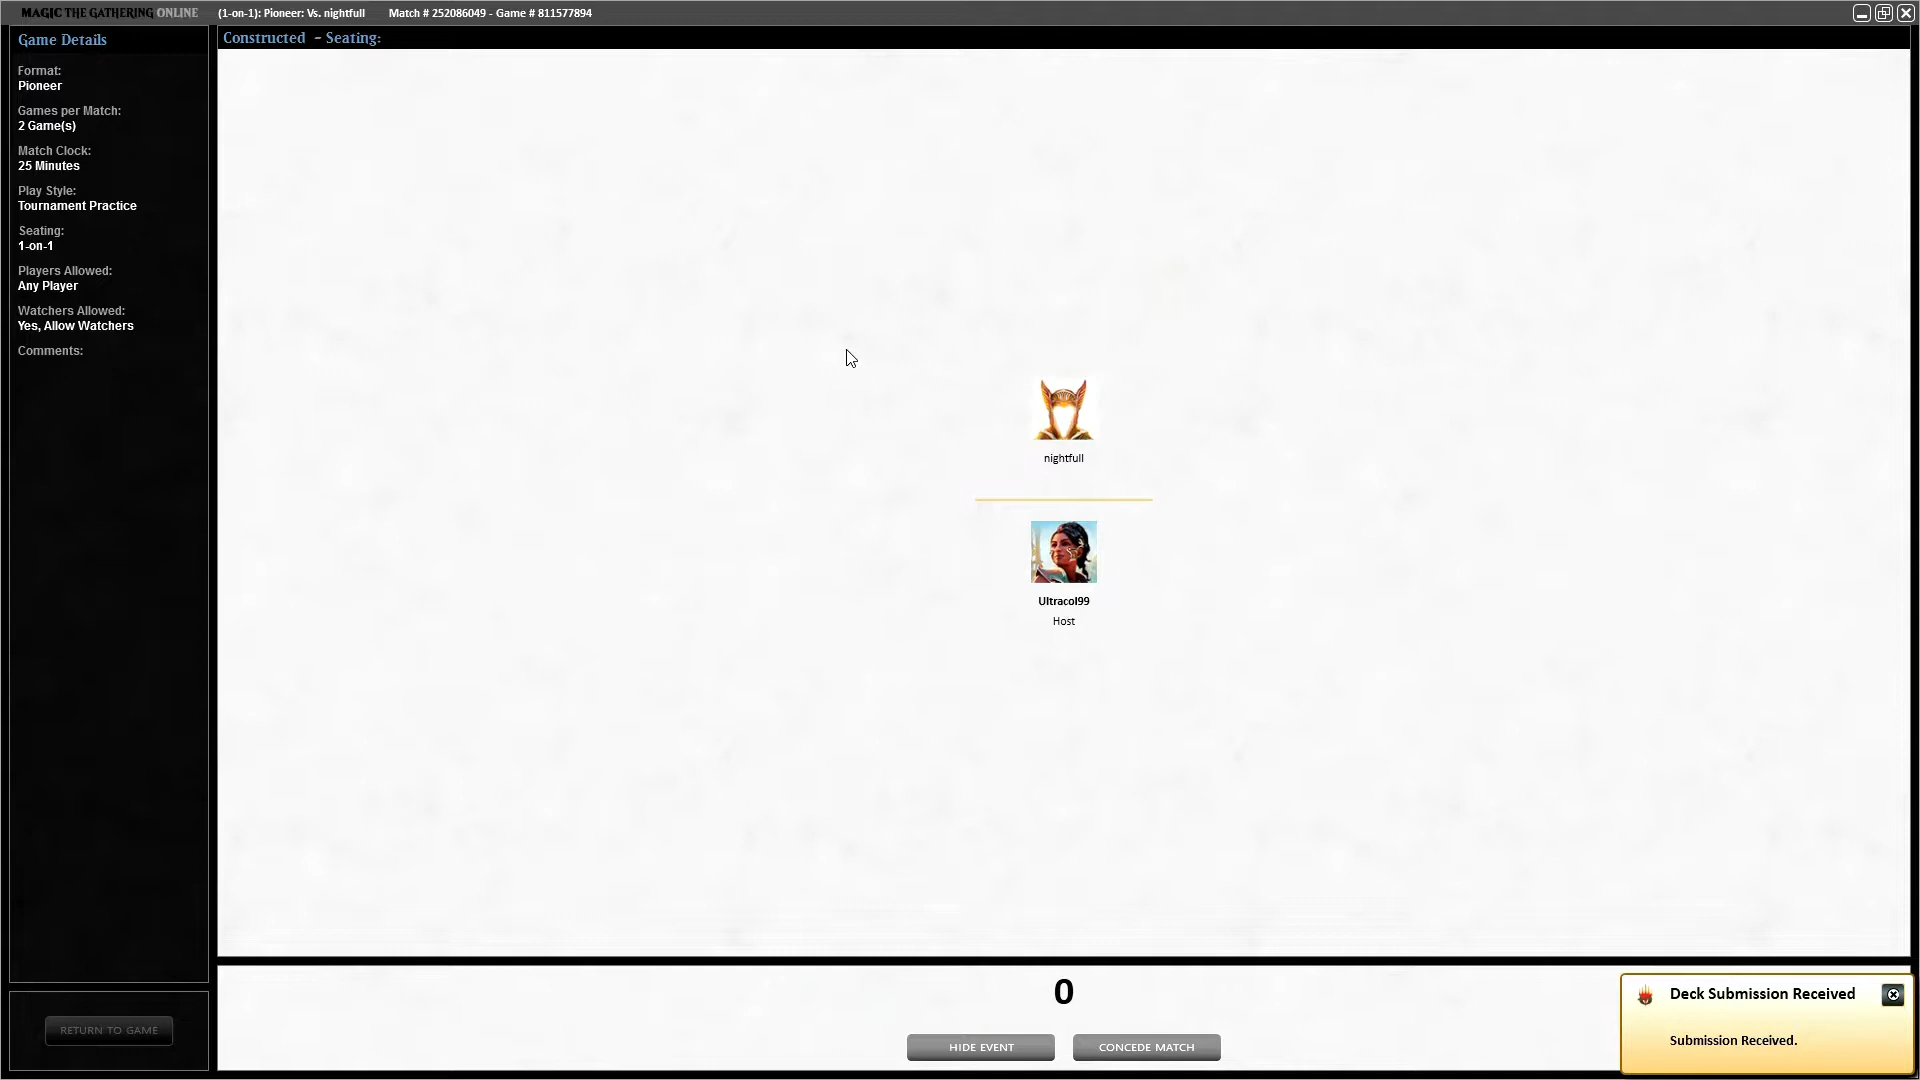 MAGIC THE GATHERING ONLINE
(1-on-1): Pioneer: Vs. nightfull Match # 252086049 - Game # 811577894
Game Details
Format:
Pioneer
Games per Match:
2 Game(s)
Match Clock:
25 Minutes
Play Style:
Tournament Practice
Seating:
1-on-1
Players Allowed:
Any Player
Watchers Allowed:
Yes, Allow Watchers
Comments:
RETURN TO GAME
Constructed - Seating:
nightfull
Ultracol99
Host
0
HIDE EVENT
CONCEDE MATCH
Deck Submission Received
Submission Received.